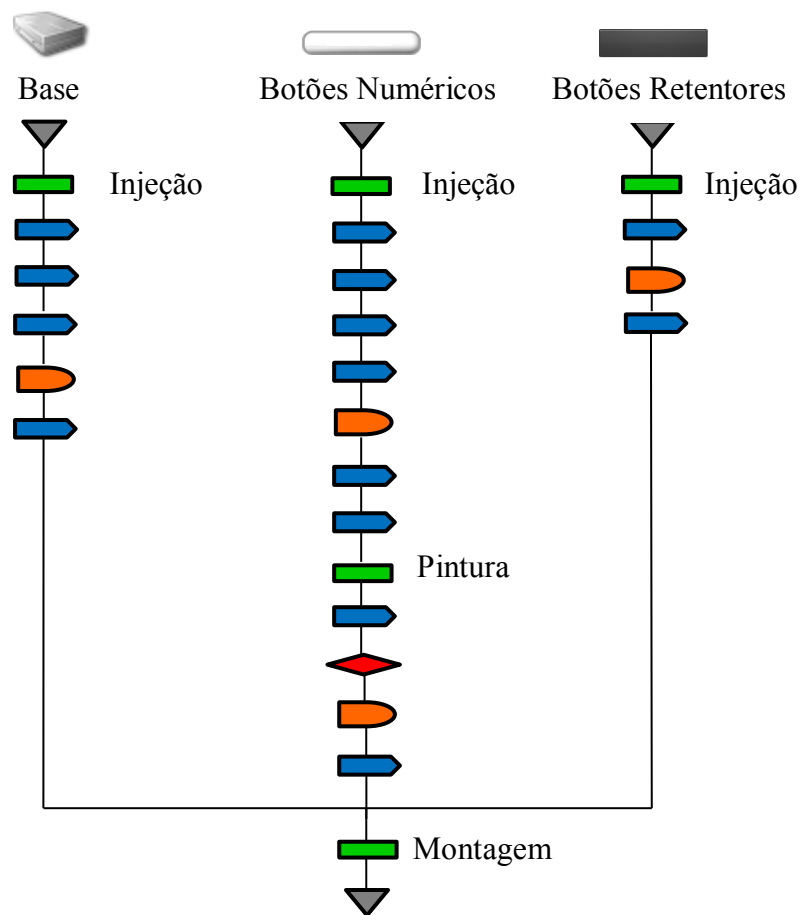 Base
Botões Numéricos
Botões Retentores
Injeção
Injeção
Injeção
Pintura
Montagem